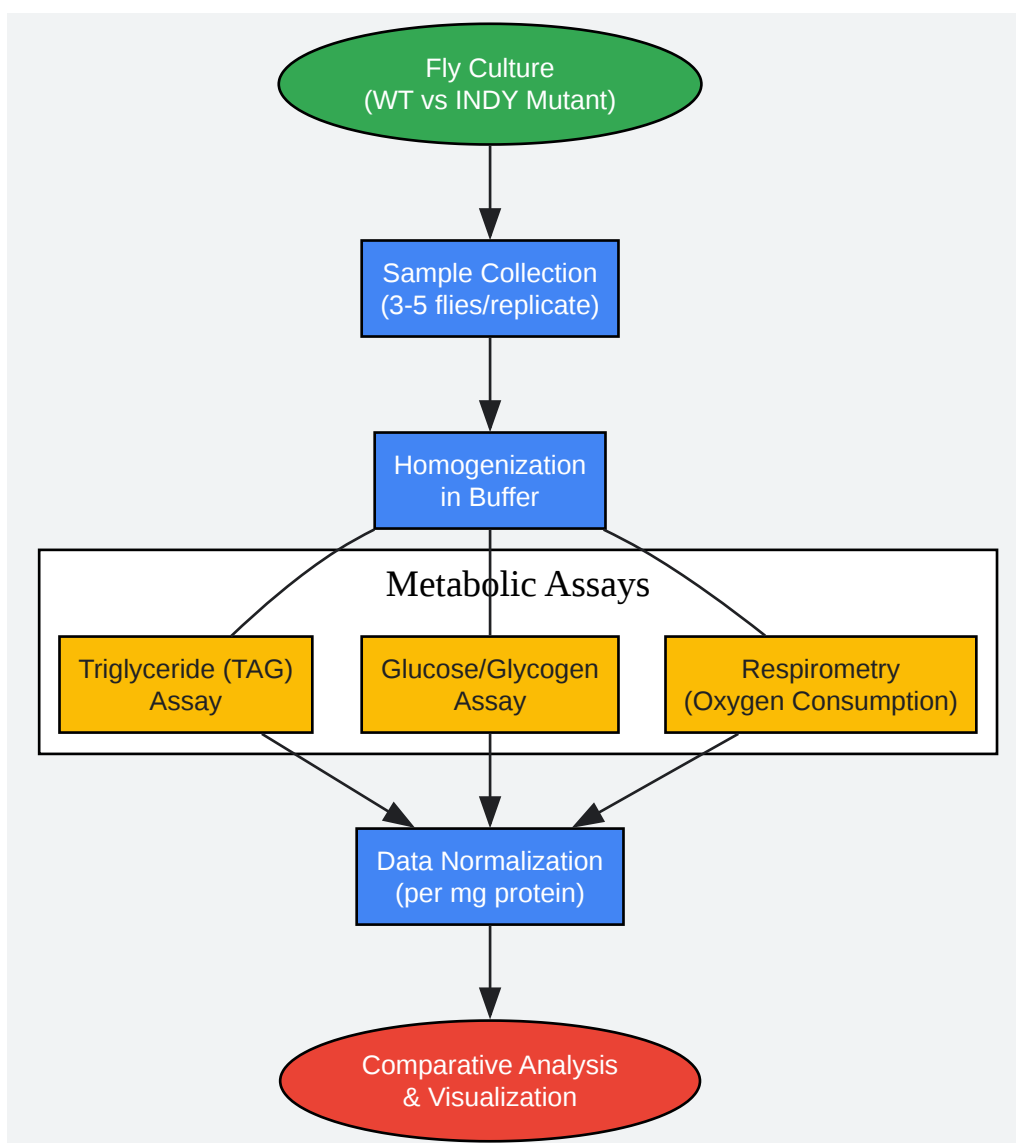 Fly Culture
(WT vs INDY Mutant)
Sample Collection
(3-5 flies/replicate)
Homogenization
in Buffer
Metabolic Assays
Triglyceride (TAG)
Assay
Glucose/Glycogen
Assay
Respirometry
(Oxygen Consumption)
Data Normalization
(per mg protein)
Comparative Analysis
& Visualization